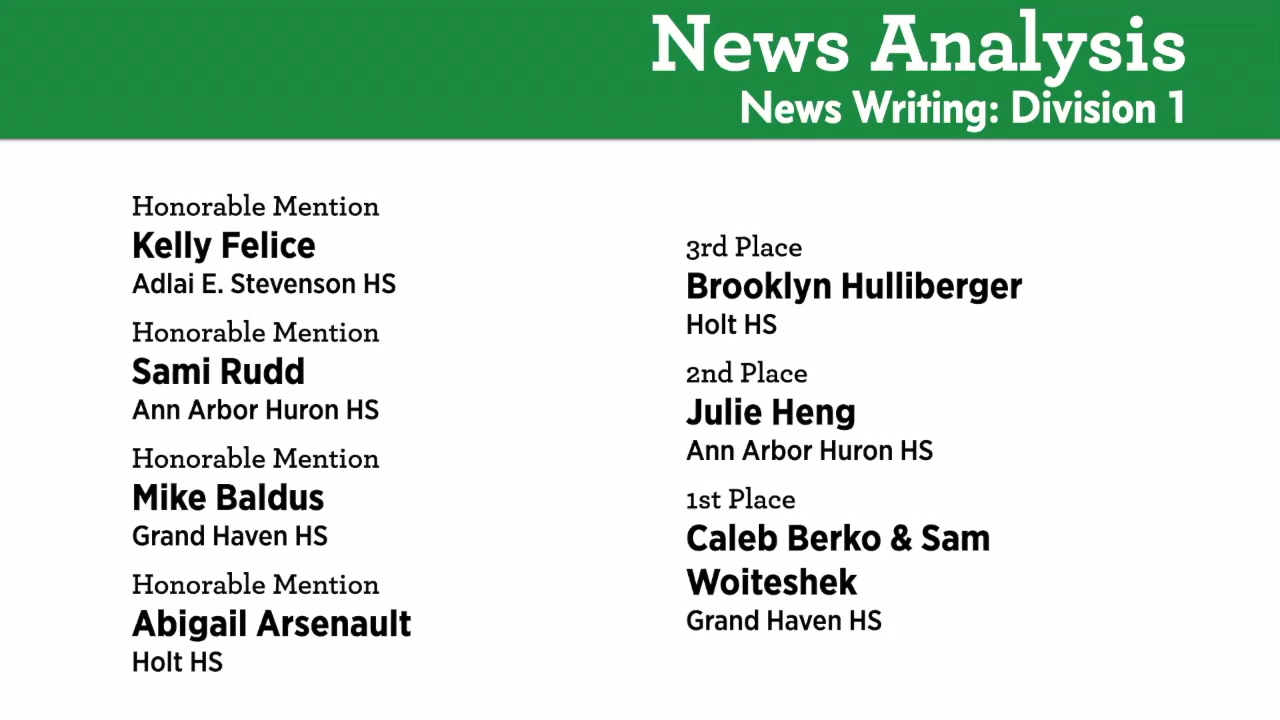 News Analysis
News Writing: Division 1
Honorable Mention
Kelly Felice
Adlai E. Stevenson HS
Honorable Mention
Sami Rudd
Ann Arbor Huron HS
Honorable Mention
Mike Baldus
Grand Haven HS
Honorable Mention
Abigail Arsenault
Holt HS
3rd Place
Brooklyn Hulliberger
Holt HS
2nd Place
Julie Heng
Ann Arbor Huron HS
1st Place
Caleb Berko & Sam
Woiteshek
Grand Haven HS